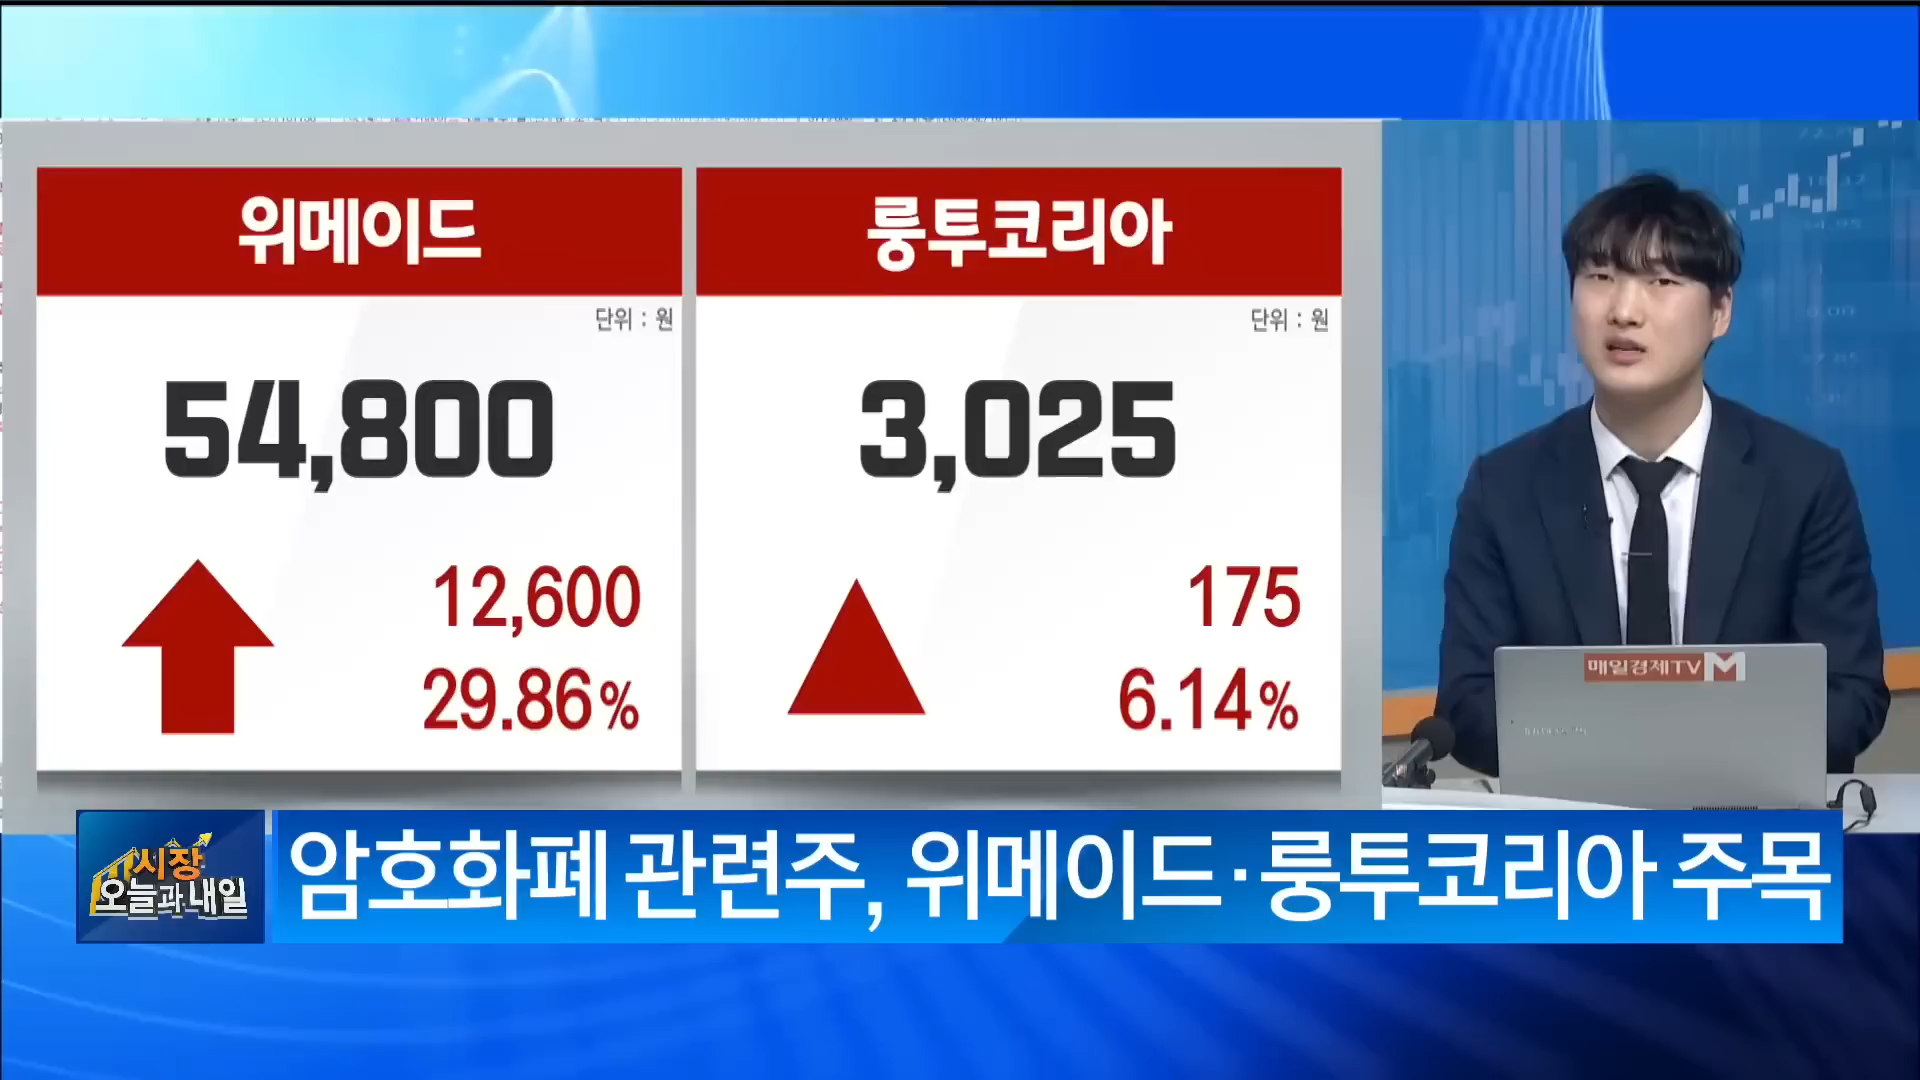 위메이드
룽투코리아
단위 : 원
단위 : 원
54,800
3,025
12,600
175
29.86%
6.14%
매일경제TV M
시장
오늘과 내일
암호화폐 관련주, 위메이드·룽투코리아 주목